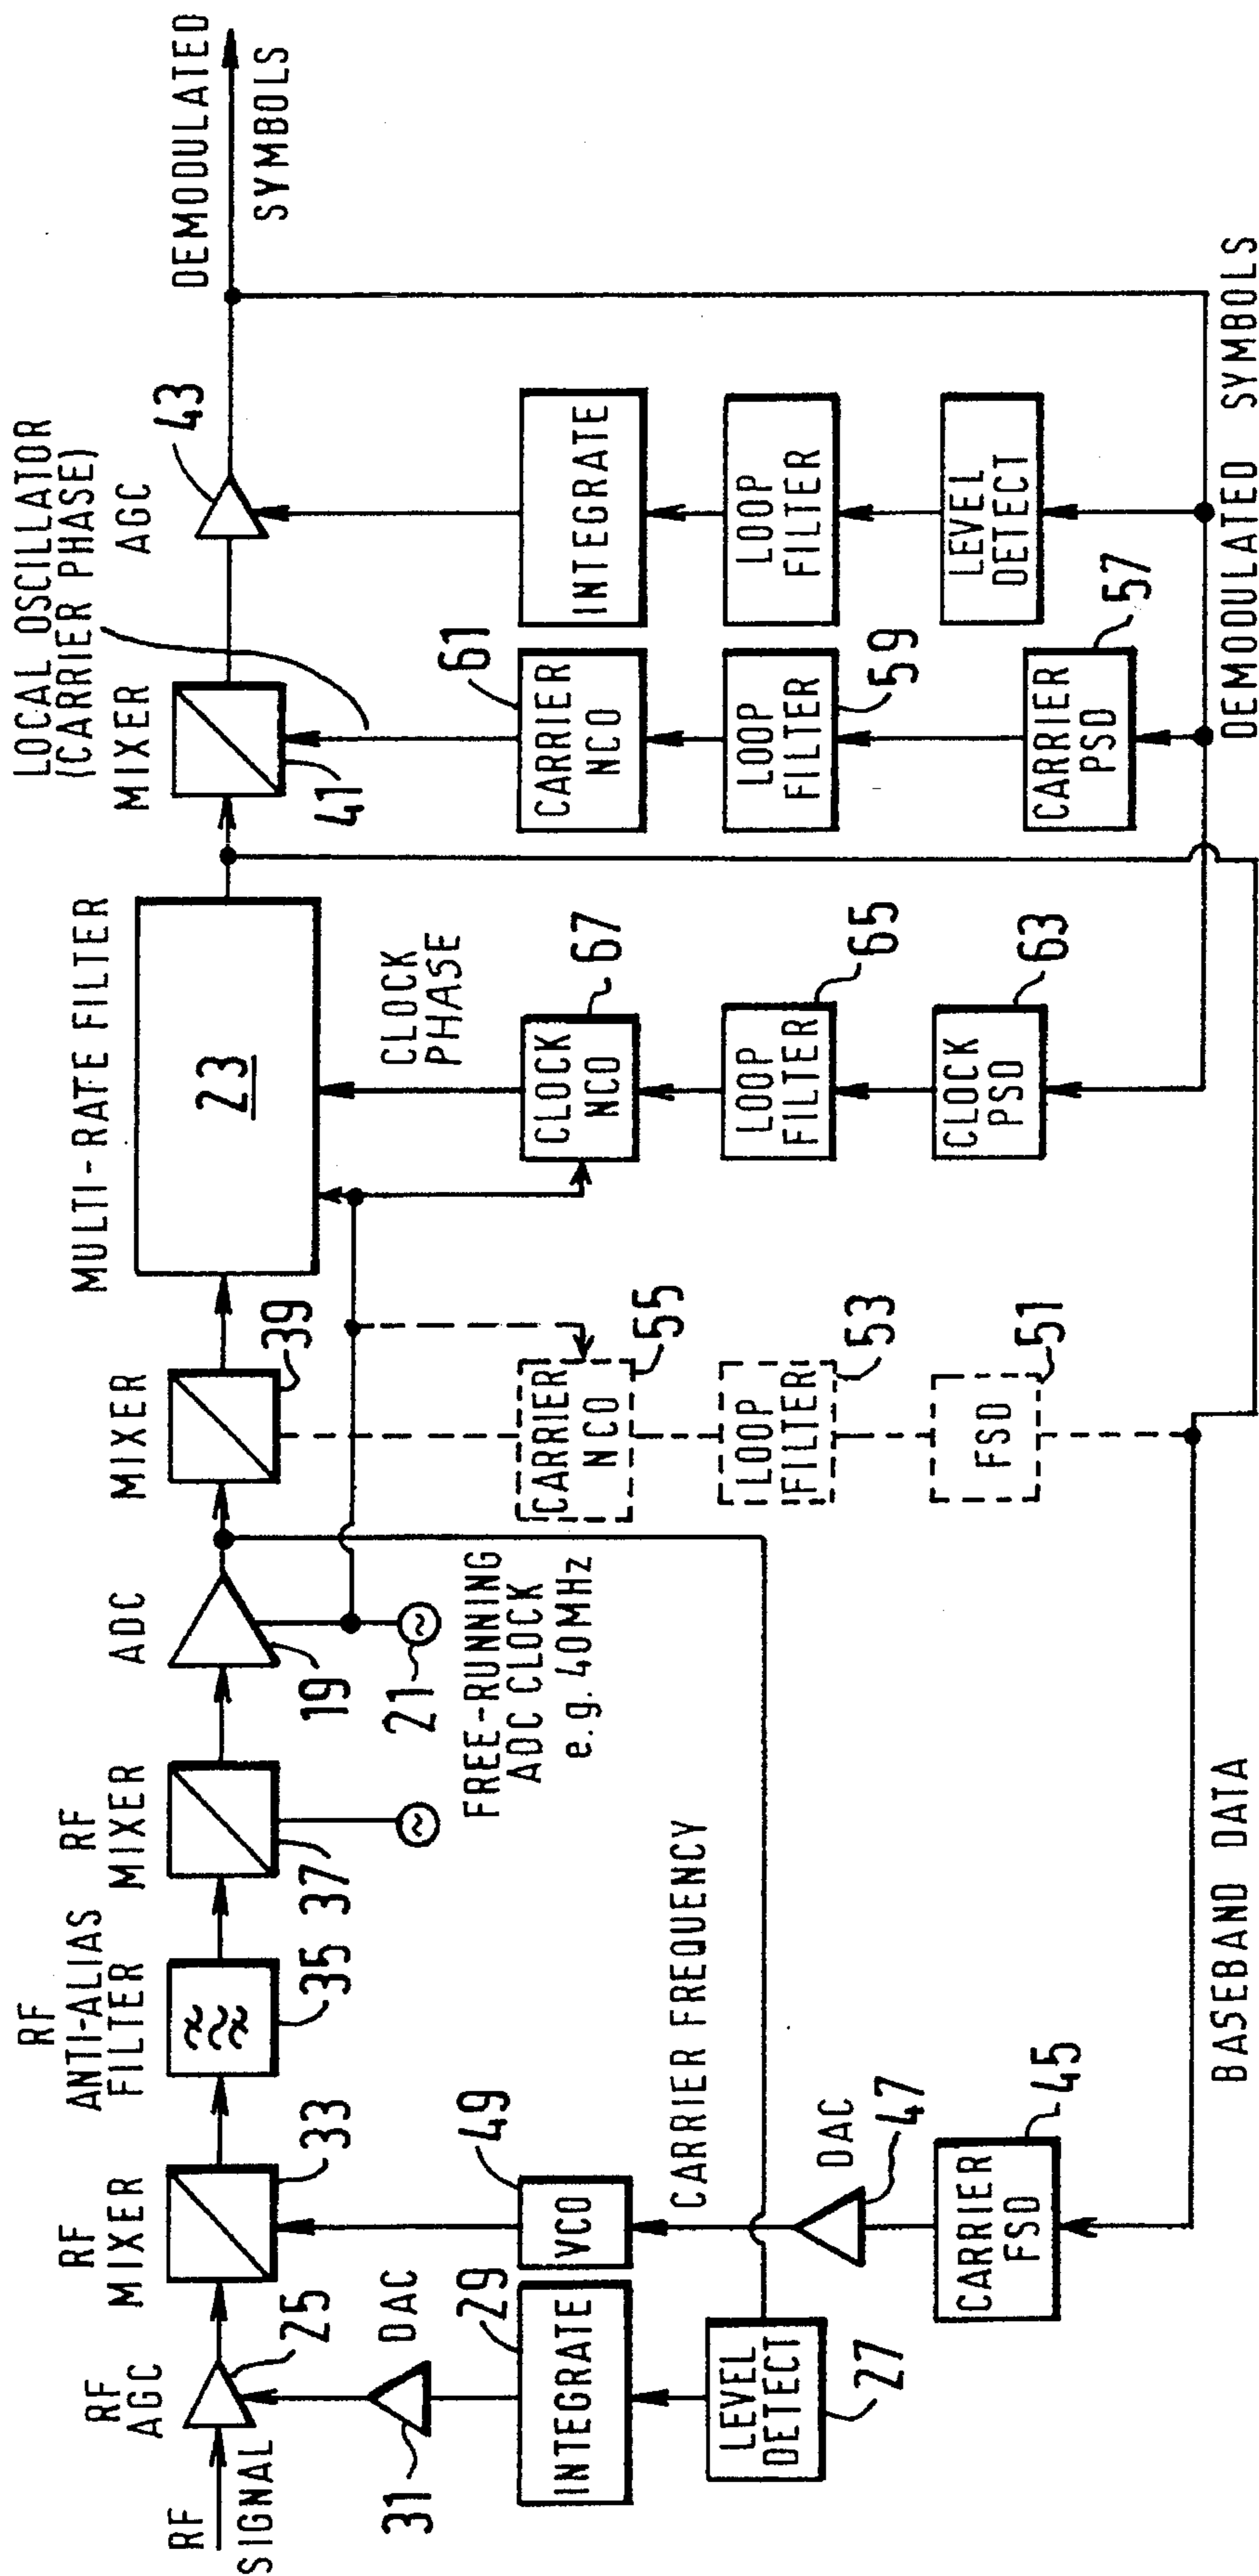 RF
SIGNAL
RF
AGC
25
RF
MIXER
33
RF
ANTI-ALIAS
FILTER
35
RF
MIXER
37
ADC
19
21
FREE-RUNNING
ADC CLOCK
e.g. 40MHz
MIXER
39
MULTI-RATE FILTER
23
MIXER
41
LOCAL OSCILLATOR
(CARRIER PHASE)
AGC
43
DEMODULATED
SYMBOLS
DAC
31
INTEGRATE
29
LEVEL
DETECT
27
VCO
49
CARRIER FREQUENCY
DAC
47
CARRIER
FSD
45
CARRIER
NCO
55
LOOP
FILTER
53
FSD
51
CLOCK
PHASE
CLOCK
NCO
67
LOOP
FILTER
65
CLOCK
PSD
63
CARRIER
NCO
61
LOOP
FILTER
59
CARRIER
PSD
57
INTEGRATE
LOOP
FILTER
LEVEL
DETECT
BASEBAND DATA
DEMODULATED SYMBOLS